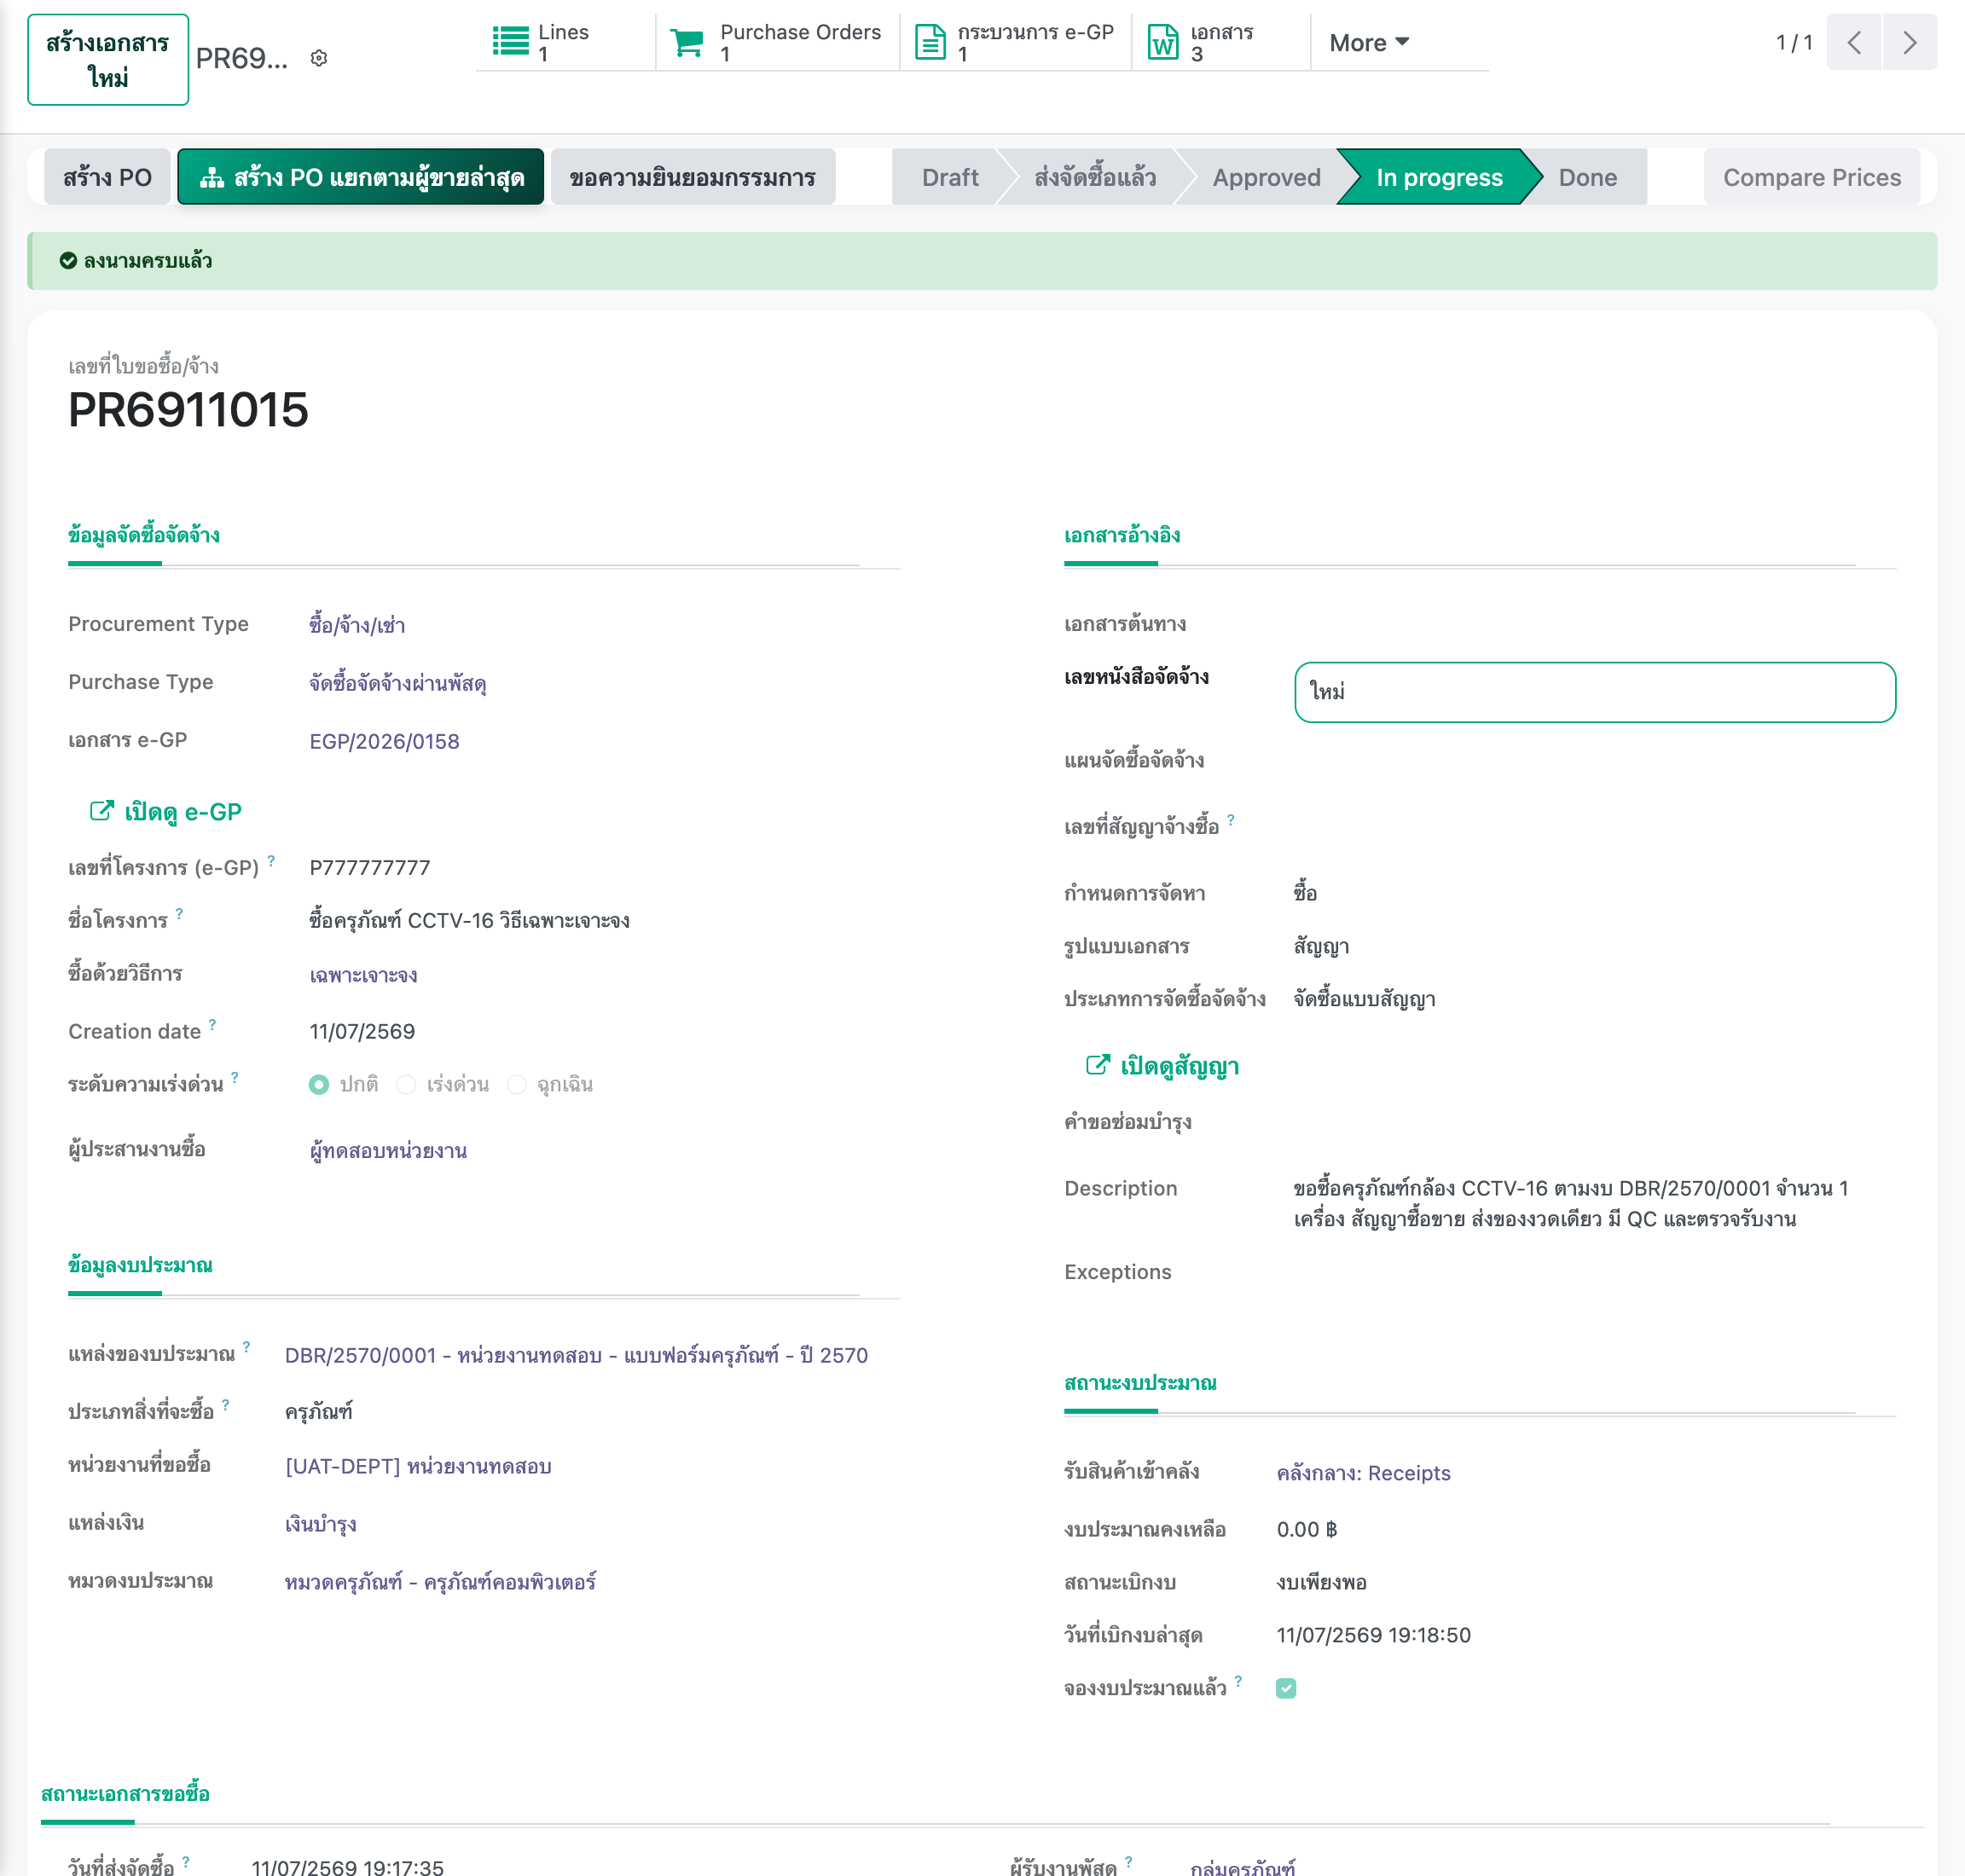 สร้างเอกสาร
ใหม่
PR69...
Lines
1
Purchase Orders
1
กระบวนการ e-GP
1
เอกสาร
3
More
1 / 1
สร้าง PO
สร้าง PO แยกตามผู้ขายล่าสุด
ขอความยินยอมกรรมการ
Draft
ส่งจัดซื้อแล้ว
Approved
In progress
Done
Compare Prices
ลงนามครบแล้ว
เลขที่ใบขอซื้อ/จ้าง
PR6911015
ข้อมูลจัดซื้อจัดจ้าง
Procurement Type ซื้อ/จ้าง/เช่า
Purchase Type จัดซื้อจัดจ้างผ่านพัสดุ
เอกสาร e-GP EGP/2026/0158
เปิดดู e-GP
เลขที่โครงการ (e-GP) ? P777777777
ชื่อโครงการ ? ซื้อครุภัณฑ์ CCTV-16 วิธีเฉพาะเจาะจง
ซื้อด้วยวิธีการ เฉพาะเจาะจง
Creation date ? 11/07/2569
ระดับความเร่งด่วน ? ปกติ เร่งด่วน ฉุกเฉิน
ผู้ประสานงานซื้อ ผู้ทดสอบหน่วยงาน
เอกสารอ้างอิง
เอกสารต้นทาง
เลขหนังสือจัดจ้าง ใหม่
แผนจัดซื้อจัดจ้าง
เลขที่สัญญาจ้างซื้อ ?
กำหนดการจัดหา ซื้อ
รูปแบบเอกสาร สัญญา
ประเภทการจัดซื้อจัดจ้าง จัดซื้อแบบสัญญา
เปิดดูสัญญา
คำขอซ่อมบำรุง
Description ขอซื้อครุภัณฑ์กล้อง CCTV-16 ตามงบ DBR/2570/0001 จำนวน 1
เครื่อง สัญญาซื้อขาย ส่งของงวดเดียว มี QC และตรวจรับงาน
Exceptions
ข้อมูลงบประมาณ
แหล่งของบประมาณ ? DBR/2570/0001 - หน่วยงานทดสอบ - แบบฟอร์มครุภัณฑ์ - ปี 2570
ประเภทสิ่งที่จะซื้อ ? ครุภัณฑ์
หน่วยงานที่ขอซื้อ [UAT-DEPT] หน่วยงานทดสอบ
แหล่งเงิน เงินบำรุง
หมวดงบประมาณ หมวดครุภัณฑ์ - ครุภัณฑ์คอมพิวเตอร์
สถานะงบประมาณ
รับสินค้าเข้าคลัง คลังกลาง: Receipts
งบประมาณคงเหลือ 0.00 ฿
สถานะเบิกงบ งบเพียงพอ
วันที่เบิกงบล่าสุด 11/07/2569 19:18:50
จองงบประมาณแล้ว ?
สถานะเอกสารขอซื้อ
วันที่ส่งจัดซื้อ ? 11/07/2569 19:17:35
ผู้รับงานพัสดุ ? กลุ่มครุภัณฑ์